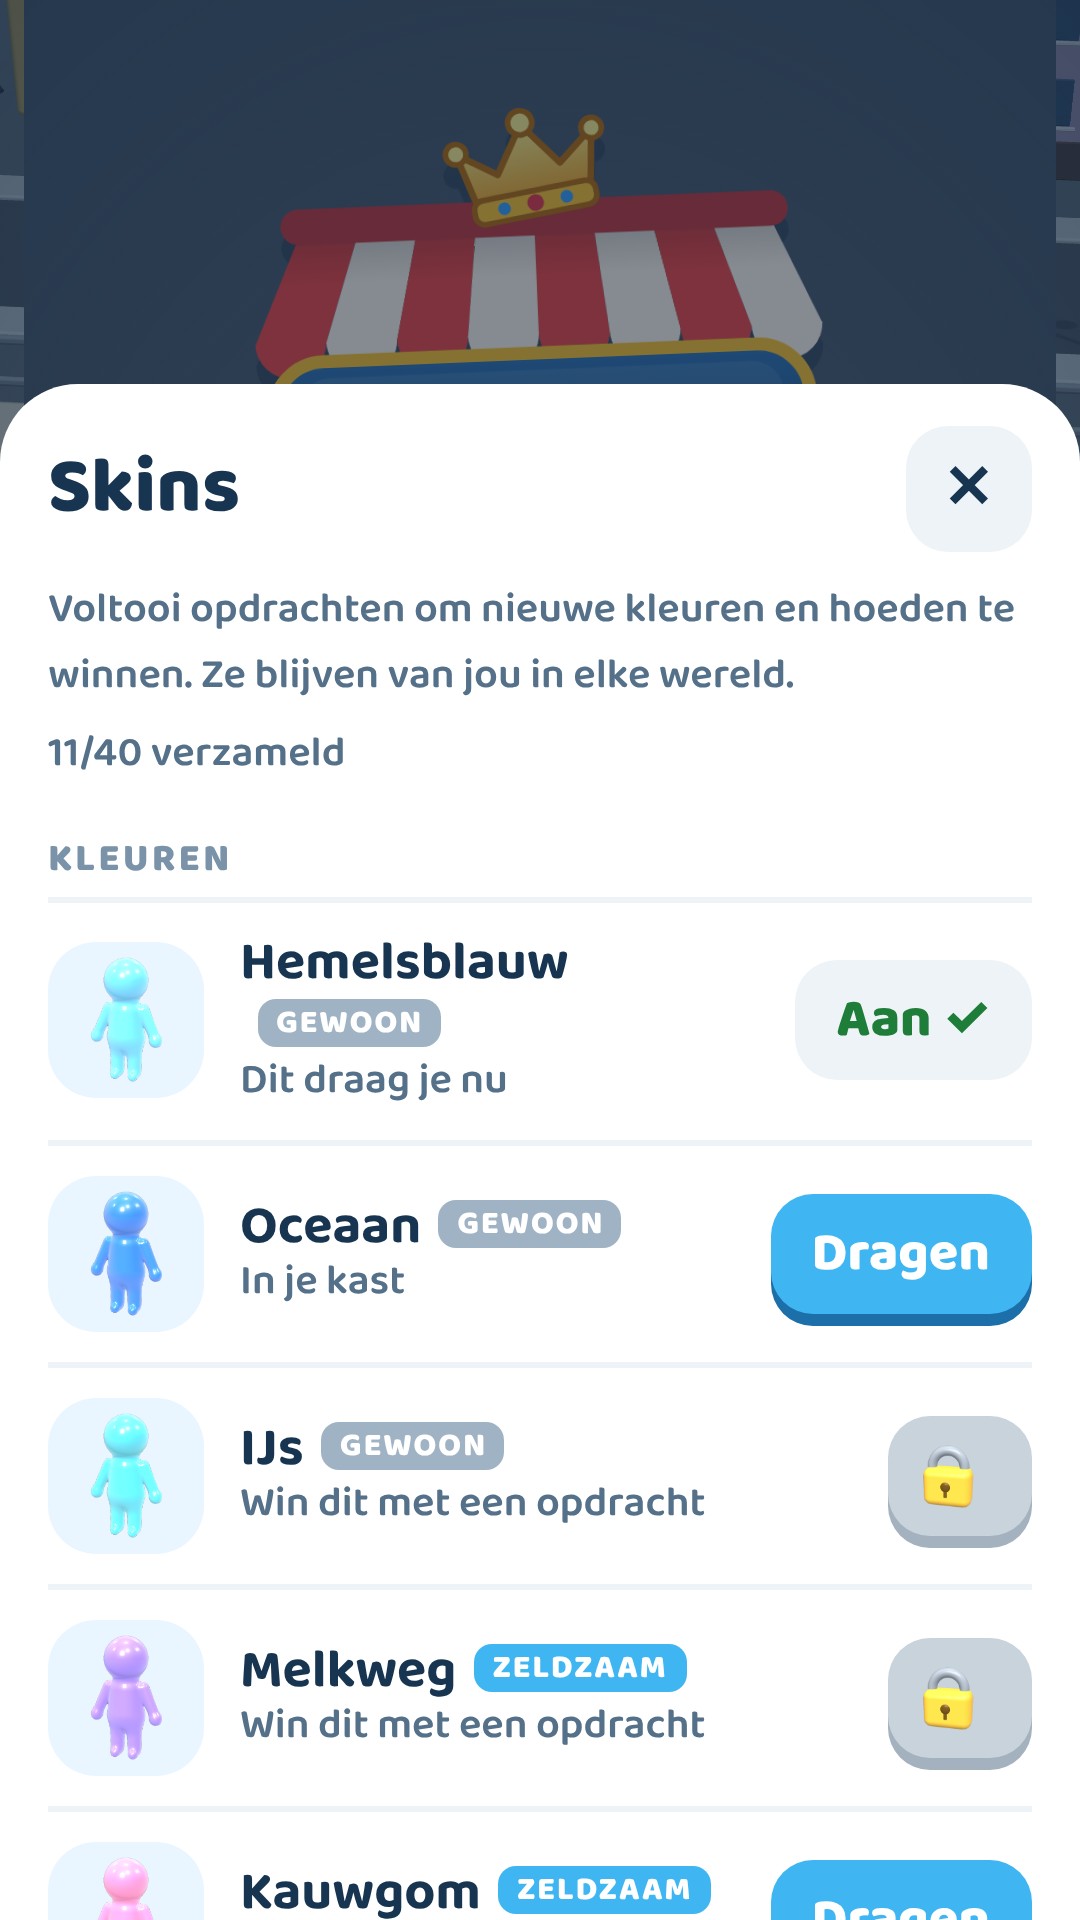 Skins
Voltooi opdrachten om nieuwe kleuren en hoeden te
winnen. Ze blijven van jou in elke wereld.
11/40 verzameld
KLEUREN
Hemelsblauw
GEWOON
Dit draag je nu
Aan ✓
Oceaan GEWOON
In je kast
Dragen
IJs GEWOON
Win dit met een opdracht
Melkweg ZELDZAAM
Win dit met een opdracht
Kauwgom ZELDZAAM
Dragen